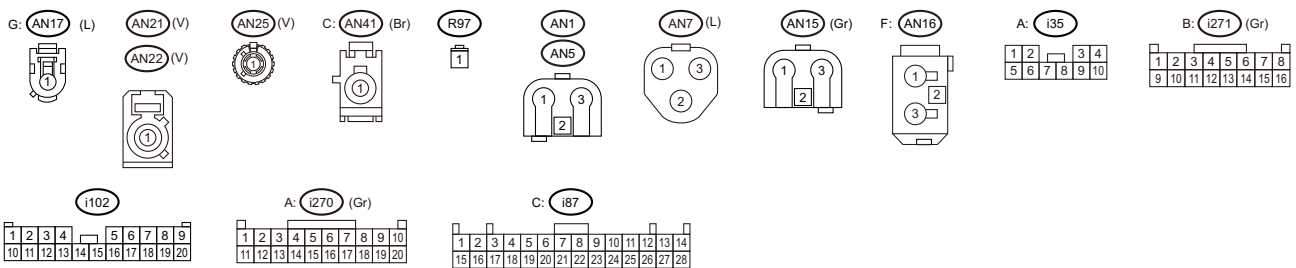 G: AN17 (L)
AN21 (V)
AN22 (V)
AN25 (V)
C: AN41 (Br)
R97
AN1
AN5
AN7 (L)
AN15 (Gr)
F: AN16
A: i35
B: i271 (Gr)
1
1
1
1
1
1 3
2
1 3
2
1 3
2
1
2
3
1 2 3 4
5 6 7 8 9 10
1 2 3 4 5 6 7 8
9 10 11 12 13 14 15 16
i102
A: i270 (Gr)
C: i87
1 2 3 4 5 6 7 8 9
10 11 12 13 14 15 16 17 18 19 20
1 2 3 4 5 6 7 8 9 10
11 12 13 14 15 16 17 18 19 20
1 2 3 4 5 6 7 8 9 10 11 12 13 14
15 16 17 18 19 20 21 22 23 24 25 26 27 28